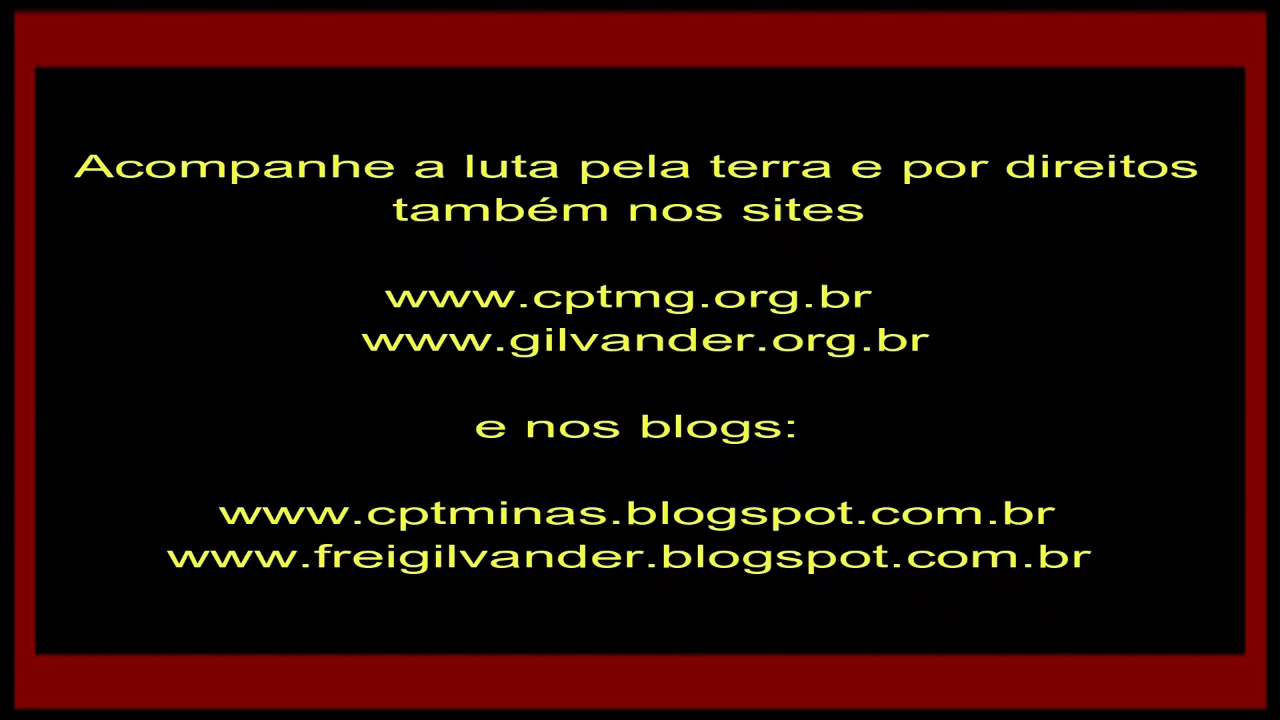 Acompanhe a luta pela terra e por direitos
também nos sites
www.cptmg.org.br
www.gilvander.org.br
e nos blogs:
www.cptminas.blogspot.com.br
www.freigilvander.blogspot.com.br